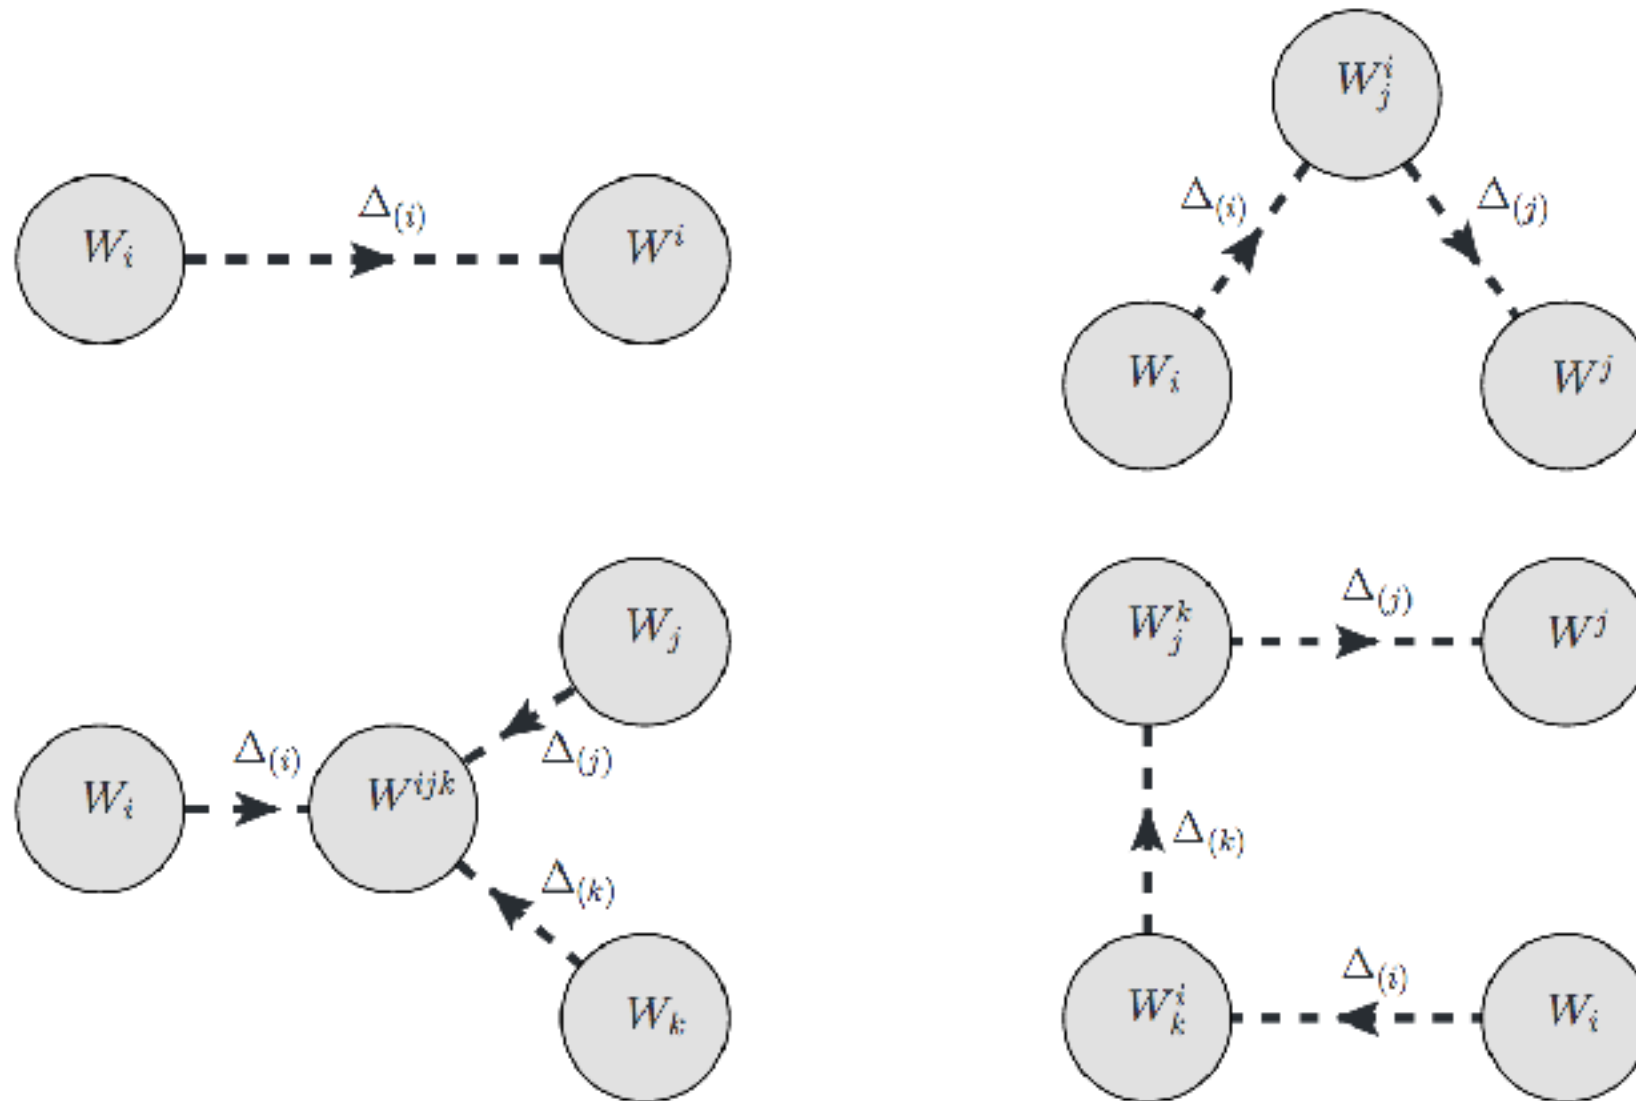 W_i
Δ_(i)
W^i
W^i_j
Δ_(i)
Δ_(j)
W_i
W^j
W_i
Δ_(i)
W^{ijk}
W_j
Δ_(j)
Δ_(k)
W_k
W^k_j
Δ_(j)
W^j
Δ_(k)
W^i_k
Δ_(i)
W_i